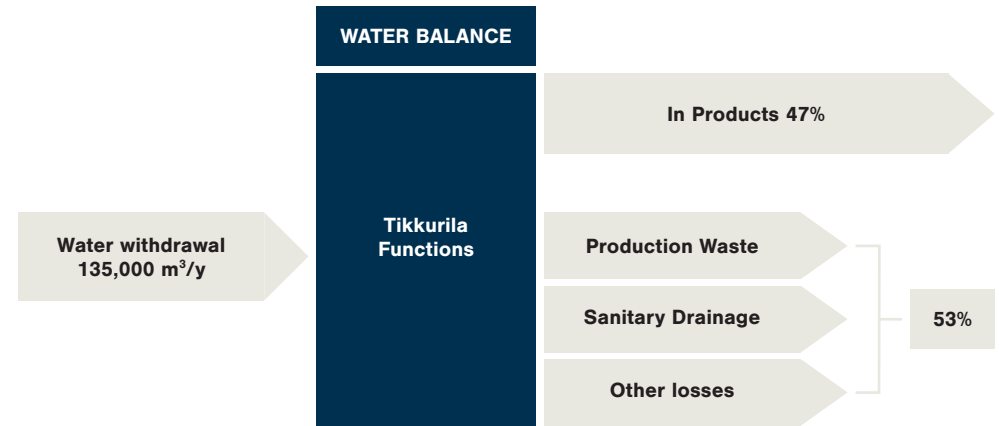 WATER BALANCE
In Products 47%
Water withdrawal
135,000 m³/y
Tikkurila
Functions
Production Waste
Sanitary Drainage
Other losses
53%